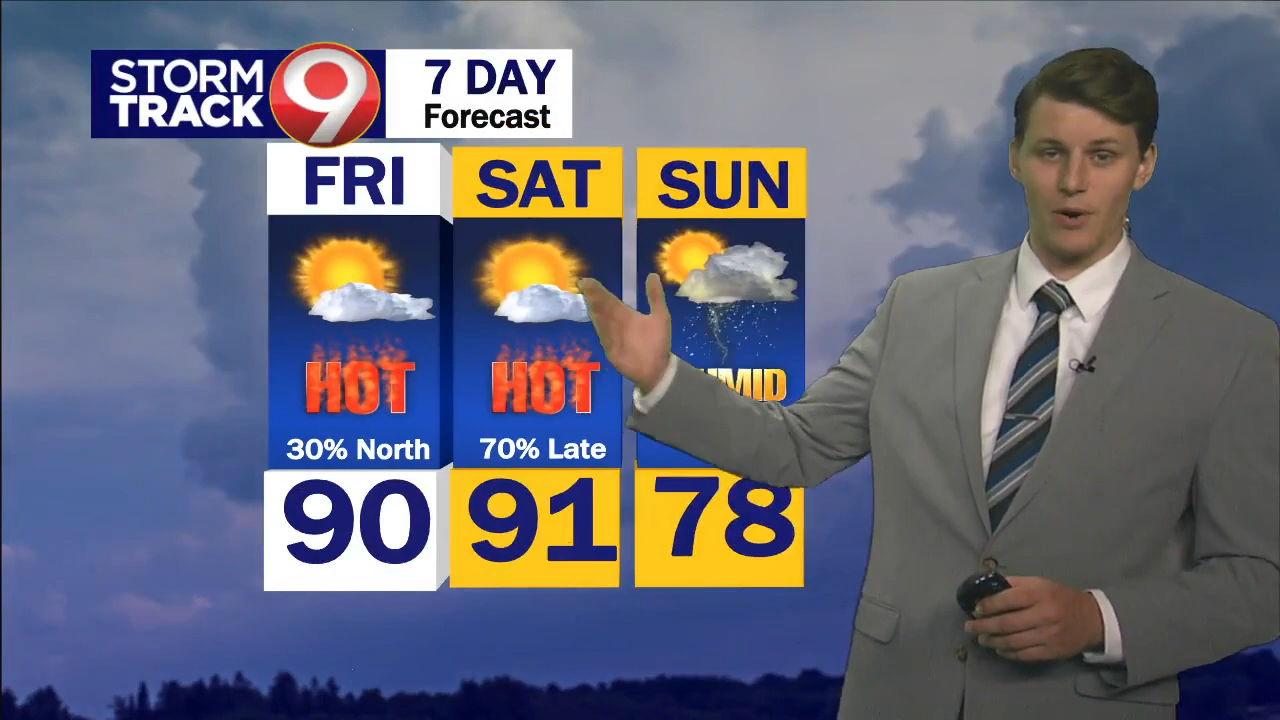 STORM
TRACK
9
7 DAY
Forecast
FRI
SAT
SUN
HOT
HOT
30% North
70% Late
90
91
78